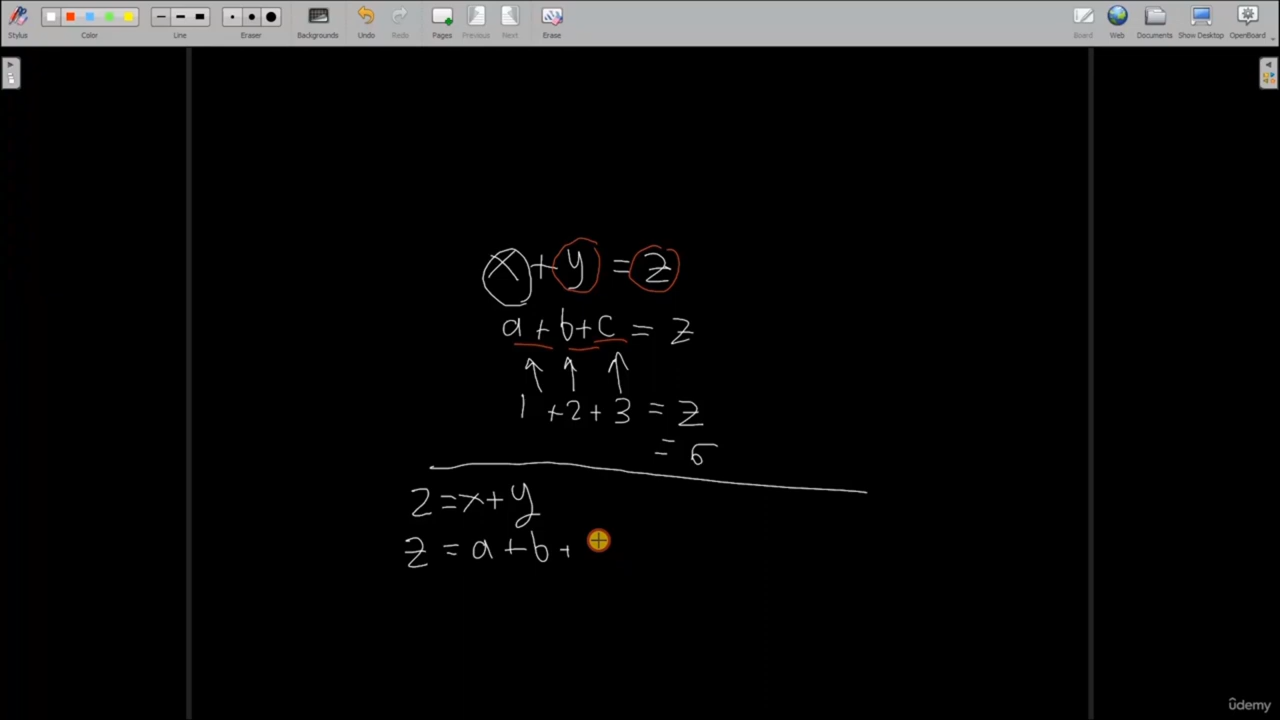 Stylus Color Line Eraser Backgrounds Undo Redo Pages Previous Next Erase Board Web Documents Show Desktop OpenBoard
x + y = z
a + b + c = z
1 + 2 + 3 = z
= 6
z = x + y
z = a + b +
ûdemy